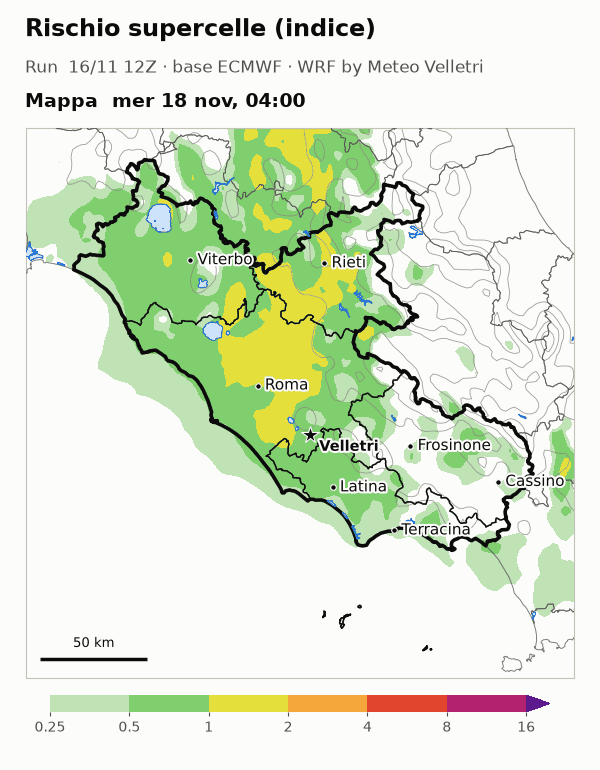 Rischio supercelle (indice)
Run  16/11 12Z · base ECMWF · WRF by Meteo Velletri
Mappa  mer 18 nov, 04:00
Viterbo
Rieti
Roma
Velletri
Frosinone
Cassino
Latina
Terracina
50 km
0.25 0.5 1 2 4 8 16